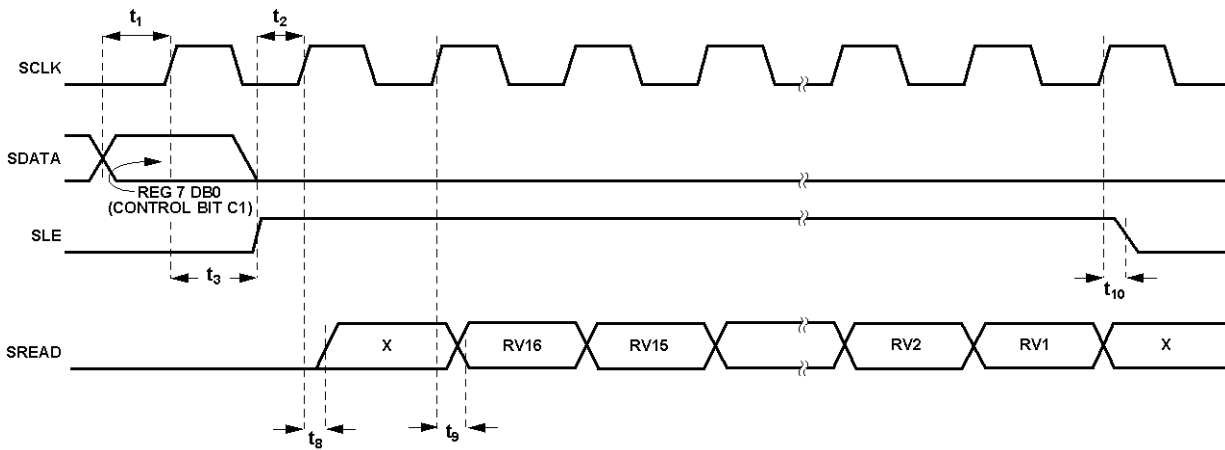 t1
t2
SCLK
SDATA
REG 7 DB0
(CONTROL BIT C1)
SLE
t3
t10
SREAD
X
RV16
RV15
RV2
RV1
X
t8
t9